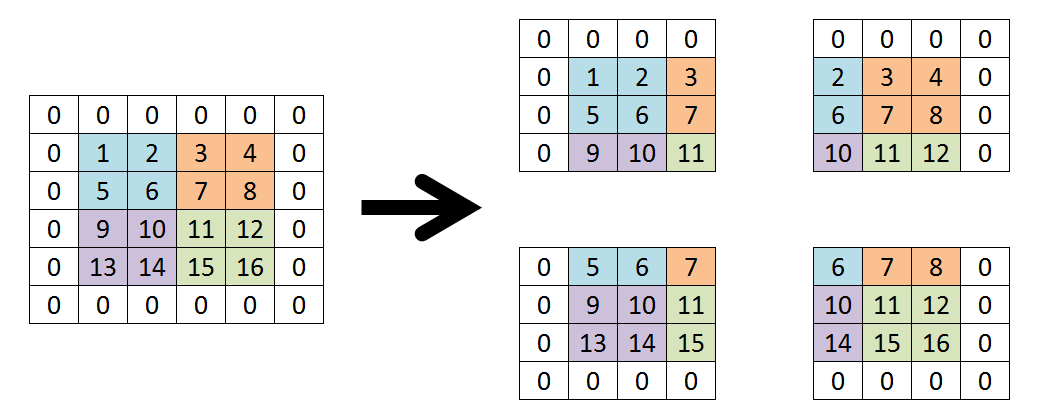 0 0 0 0 0 0
0 1 2 3 4 0
0 5 6 7 8 0
0 9 10 11 12 0
0 13 14 15 16 0
0 0 0 0 0 0
0 0 0 0
0 1 2 3
0 5 6 7
0 9 10 11
0 0 0 0
2 3 4 0
6 7 8 0
10 11 12 0
0 5 6 7
0 9 10 11
0 13 14 15
0 0 0 0
6 7 8 0
10 11 12 0
14 15 16 0
0 0 0 0